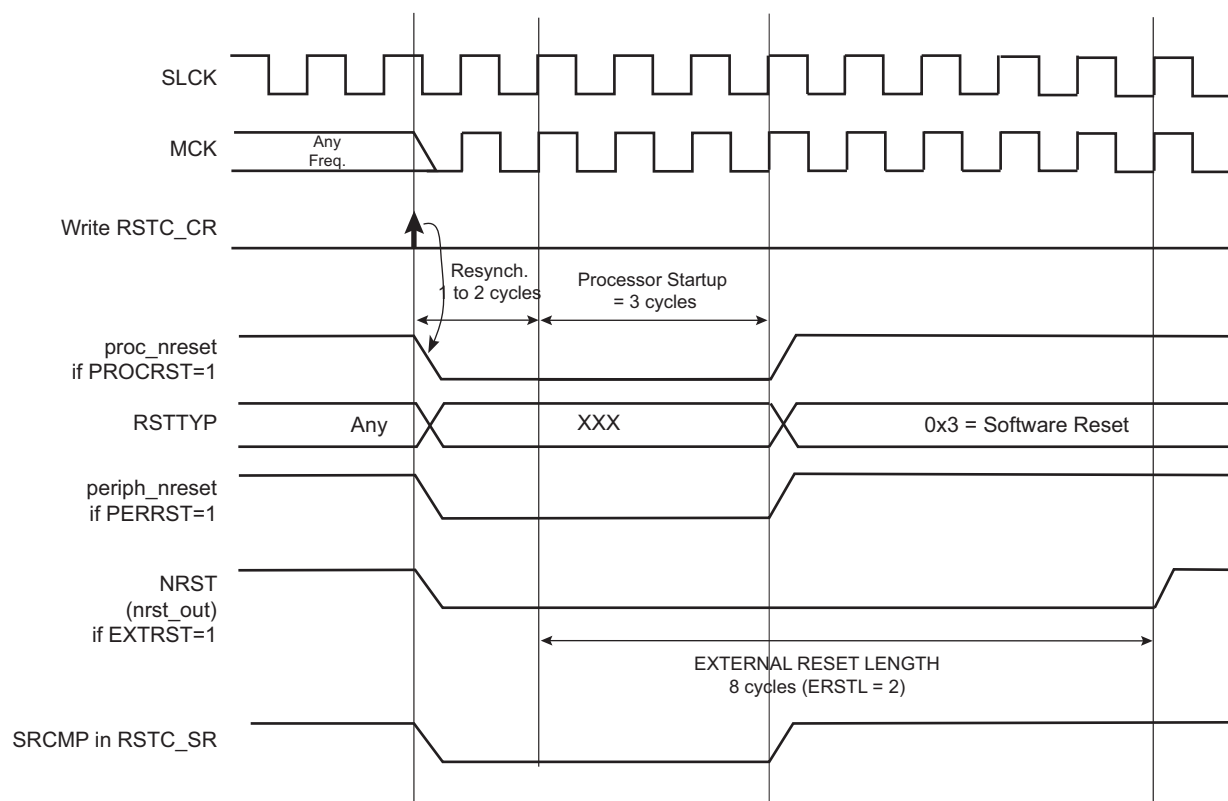 SLCK
MCK
Any
Freq.
Write RSTC_CR
Resynch.
1 to 2 cycles
Processor Startup
= 3 cycles
proc_nreset
if PROCRST=1
RSTTYP
Any
XXX
0x3 = Software Reset
periph_nreset
if PERRST=1
NRST
(nrst_out)
if EXTRST=1
EXTERNAL RESET LENGTH
8 cycles (ERSTL = 2)
SRCMP in RSTC_SR